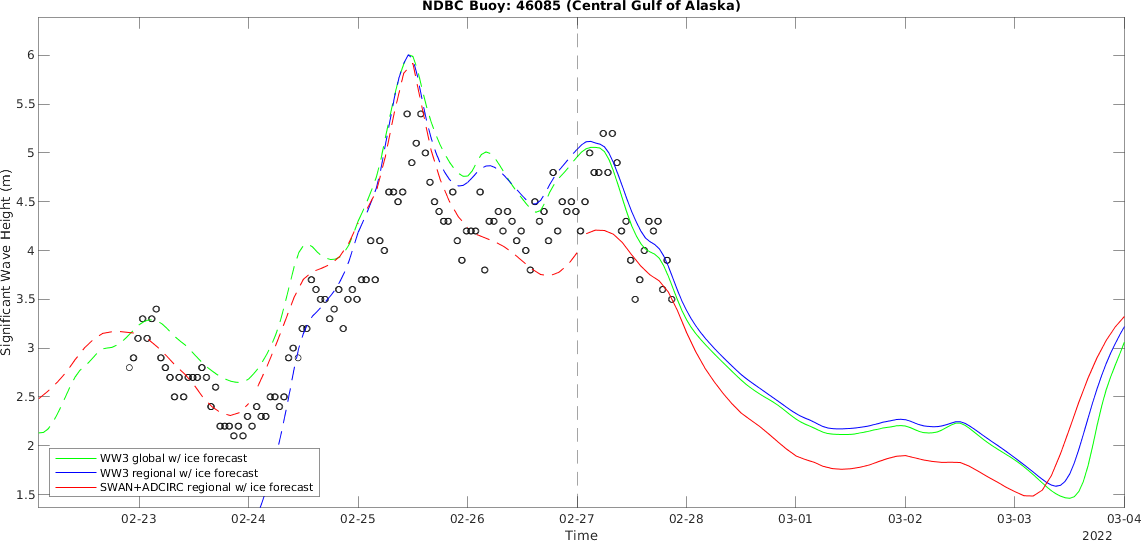 NDBC Buoy: 46085 (Central Gulf of Alaska)
Significant Wave Height (m)
6
5.5
5
4.5
4
3.5
3
2.5
2
1.5
WW3 global w/ ice forecast
WW3 regional w/ ice forecast
SWAN+ADCIRC regional w/ ice forecast
02-23 02-24 02-25 02-26 02-27 02-28 03-01 03-02 03-03 03-04
Time
2022